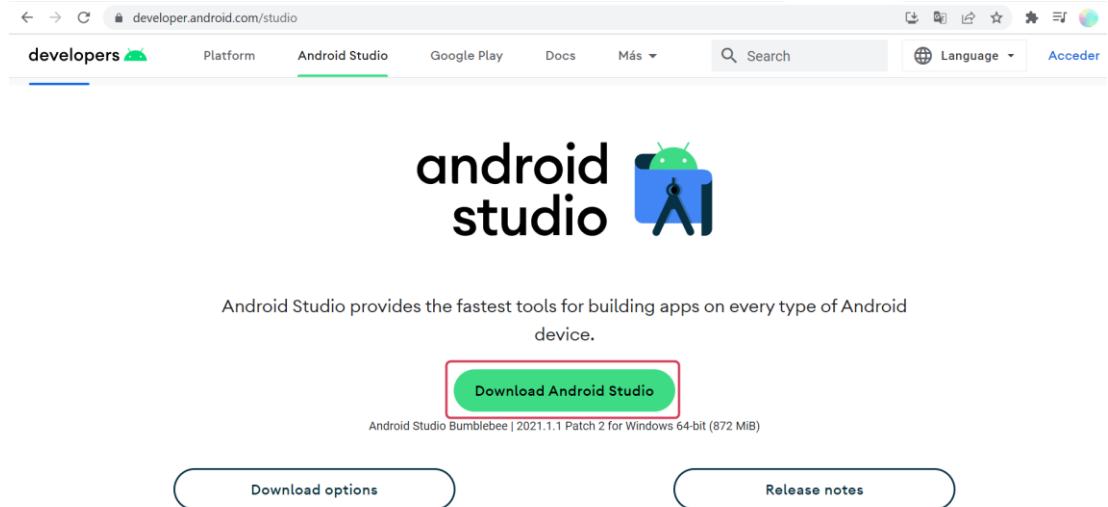 developer.android.com/studio
developers Platform Android Studio Google Play Docs Más Search Language Acceder
android
studio
Android Studio provides the fastest tools for building apps on every type of Android
device.
Download Android Studio
Android Studio Bumblebee | 2021.1.1 Patch 2 for Windows 64-bit (872 MiB)
Download options Release notes